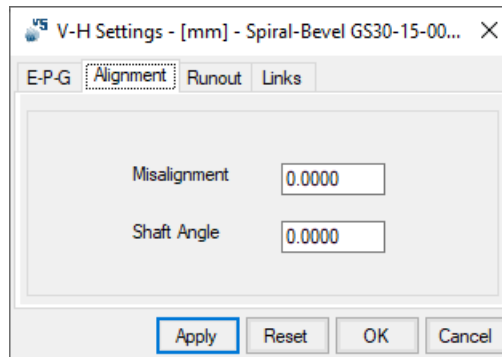 V-H Settings - [mm] - Spiral-Bevel GS30-15-00...
E-P-G Alignment Runout Links
Misalignment 0.0000
Shaft Angle 0.0000
Apply Reset OK Cancel